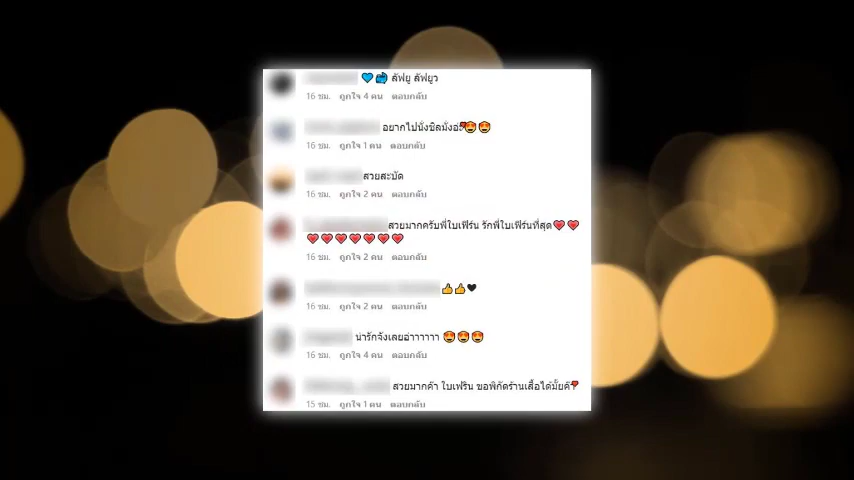 💙 ลัฟยู ลัฟยูว
16 ชม. ถูกใจ 4 คน ตอบกลับ
อยากไปนั่งชิลมั่งอะ😍😍
16 ชม. ถูกใจ 1 คน ตอบกลับ
สวยสะบัด
16 ชม. ถูกใจ 2 คน ตอบกลับ
สวยมากครับพี่ใบเฟิร์น รักพี่ใบเฟิร์นที่สุด❤️❤️
❤️❤️❤️❤️❤️❤️❤️
16 ชม. ถูกใจ 2 คน ตอบกลับ
👍👍🖤
16 ชม. ถูกใจ 2 คน ตอบกลับ
น่ารักจังเลยอ่าาาาาา 😍😍😍
16 ชม. ถูกใจ 4 คน ตอบกลับ
สวยมากค้า ใบเฟริน ขอพิกัดร้านเสื้อได้มั้ยค้
15 ชม. ถูกใจ 1 คน ตอบกลับ